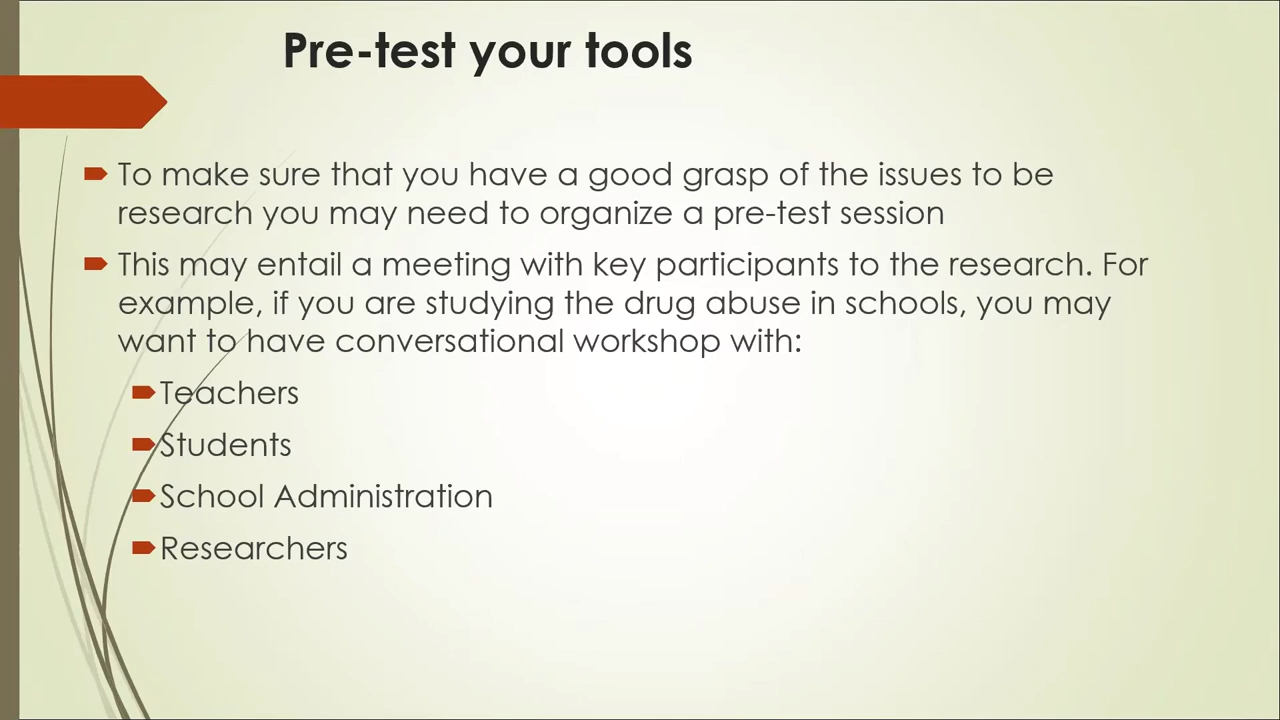 Pre-test your tools
To make sure that you have a good grasp of the issues to be
research you may need to organize a pre-test session
This may entail a meeting with key participants to the research. For
example, if you are studying the drug abuse in schools, you may
want to have conversational workshop with:
Teachers
Students
School Administration
Researchers